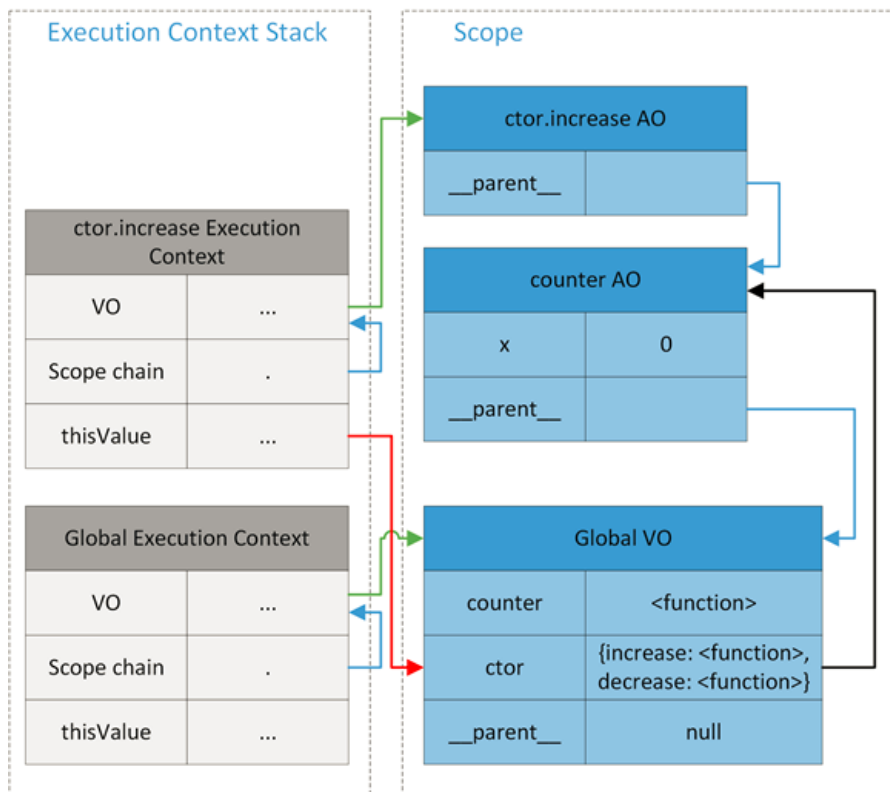 Execution Context Stack
Scope
ctor.increase AO
__parent__
ctor.increase Execution
Context
VO
...
Scope chain
.
thisValue
...
counter AO
x
0
__parent__
Global Execution Context
VO
...
Scope chain
.
thisValue
...
Global VO
counter
<function>
ctor
{increase: <function>,
decrease: <function>}
__parent__
null